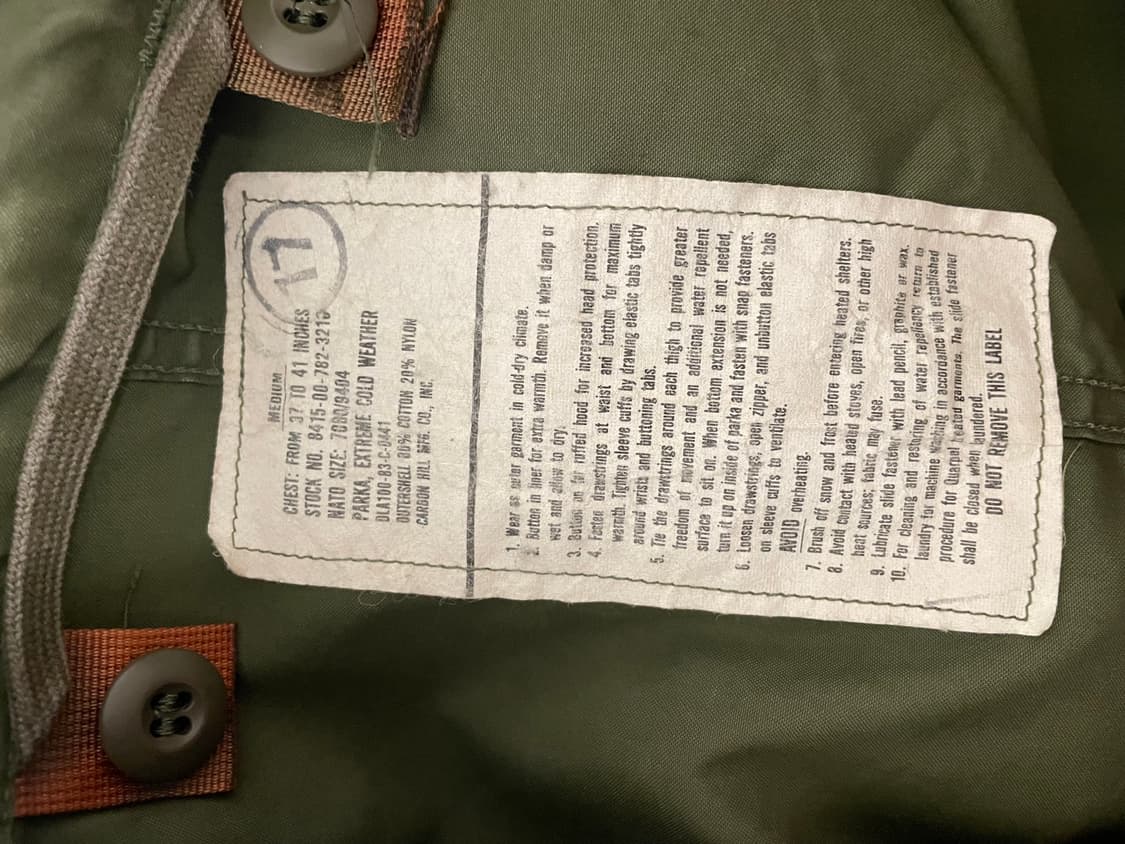 17
MEDIUM
CHEST: FROM 37 TO 41 INCHES
STOCK NO. 8415-00-782-3216
NATO SIZE: 7080/9404
PARKA, EXTREME COLD WEATHER
DLA100-83-C-0441
OUTERSHELL 80% COTTON 20% NYLON
CARBON HILL MFG. CO., INC.
1. Wear as outer garment in cold-dry climate.
2. Button in liner for extra warmth. Remove it when damp or
wet and allow to dry.
3. Button on fur ruffed hood for increased head protection.
4. Fasten drawstrings at waist and bottom for maximum
warmth. Tighten sleeve cuffs by drawing elastic tabs tightly
around wrists and buttoning tabs.
5. Tie the drawstrings around each thigh to provide greater
freedom of movement and an additional water repellent
surface to sit on. When bottom extension is not needed,
turn it up on inside of parka and fasten with snap fasteners.
6. Loosen drawstrings, open zipper, and unbutton elastic tabs
on sleeve cuffs to ventilate.
AVOID overheating.
7. Brush off snow and frost before entering heated shelters.
8. Avoid contact with heated stoves, open fires, or other high
heat sources; fabric may fuse.
9. Lubricate slide fastener with lead pencil, graphite or wax.
10. For cleaning and restoring of water repellency return to
laundry for machine washing in accordance with established
procedure for Quarpel treated garments. The slide fastener
shall be closed when laundered.
DO NOT REMOVE THIS LABEL